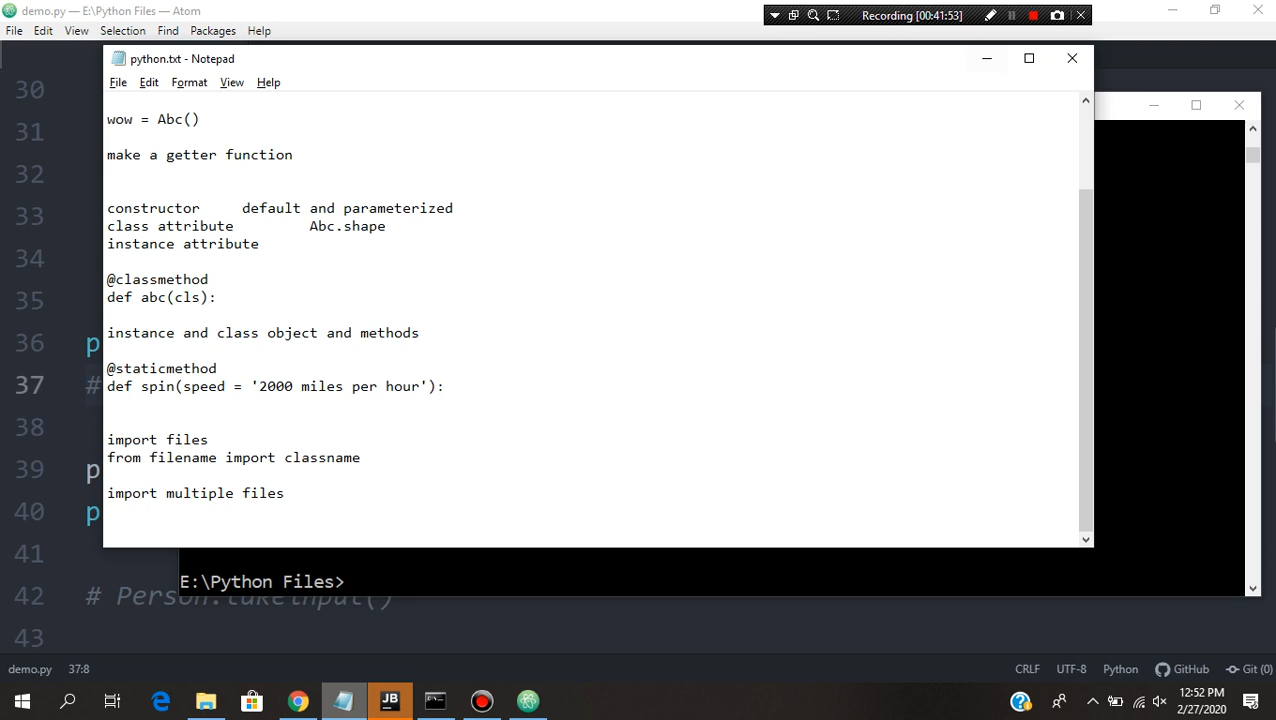 demo.py — E:\Python Files — Atom
Recording [00:41:53]
File Edit View Selection Find Packages Help
python.txt - Notepad
File Edit Format View Help
wow = Abc()
make a getter function
constructor default and parameterized
class attribute Abc.shape
instance attribute
@classmethod
def abc(cls):
instance and class object and methods
@staticmethod
def spin(speed = '2000 miles per hour'):
import files
from filename import classname
import multiple files
30
31
32
33
34
35
36 p
37 #
38
39 p
40 p
41
E:\Python Files>
42 # Person.takeInput()
43
demo.py 37:8 CRLF UTF-8 Python GitHub Git (0)
JB
12:52 PM
2/27/2020